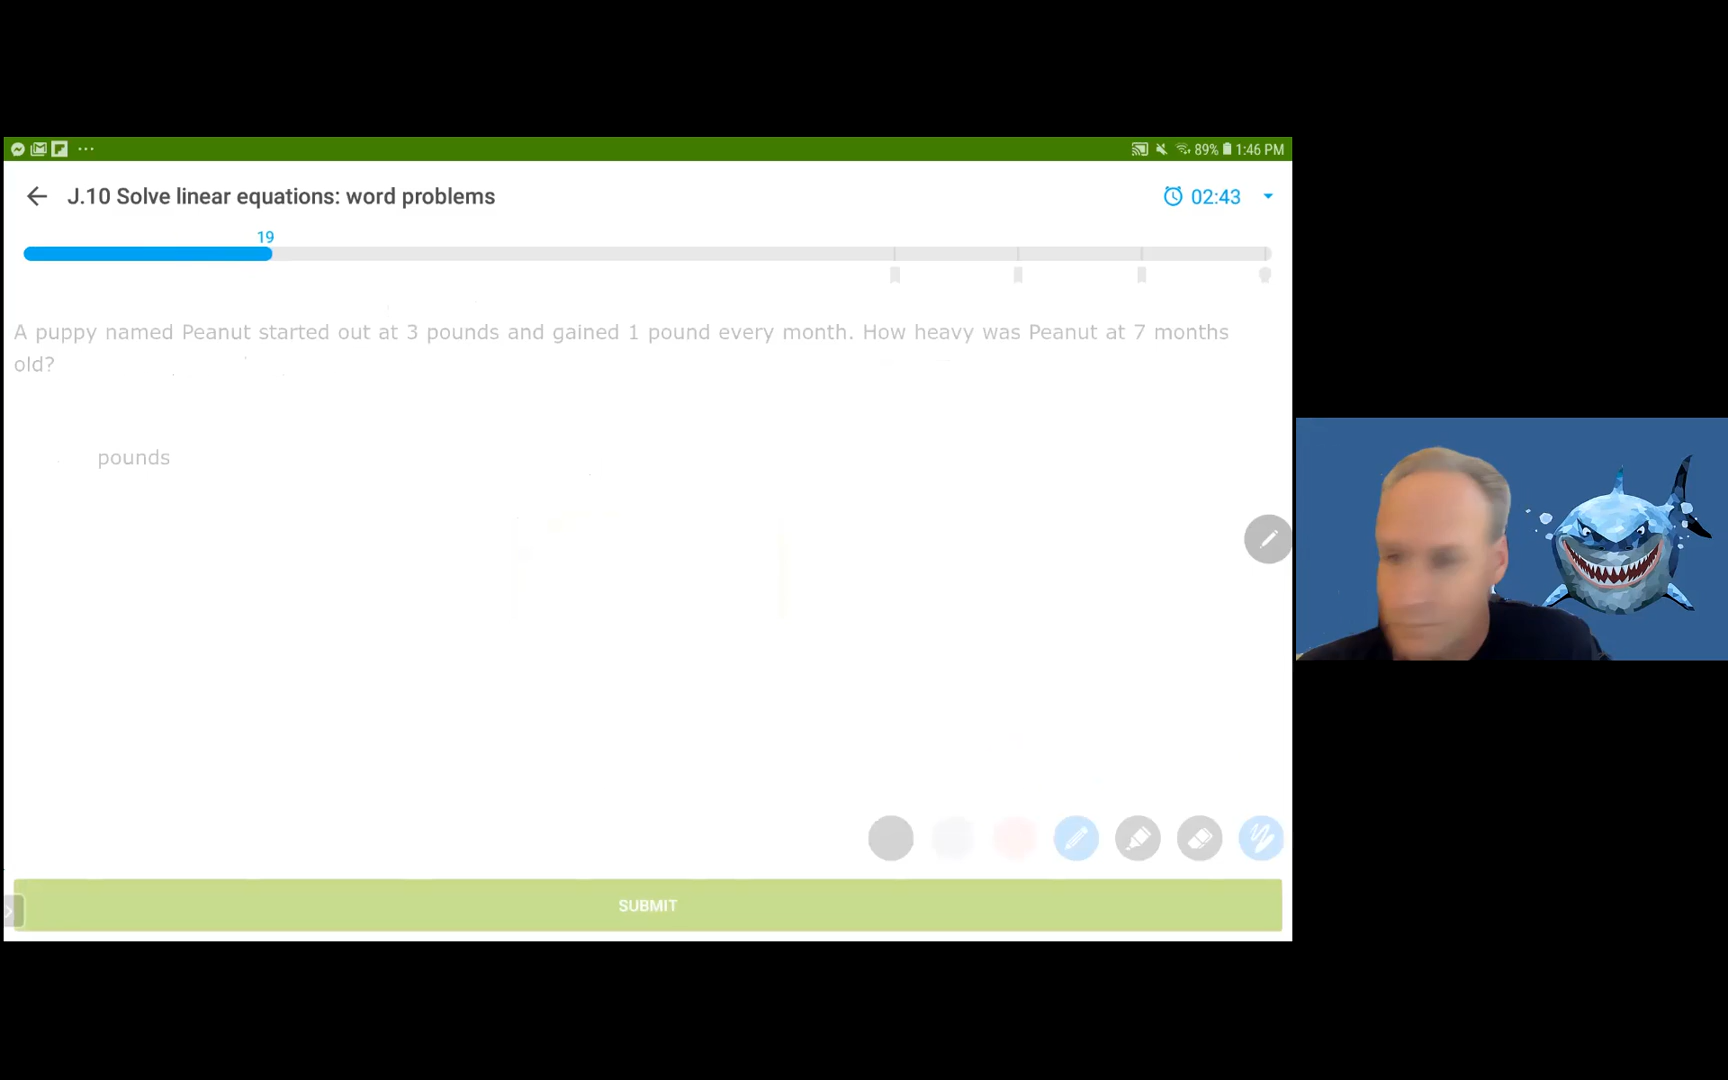 89% 1:46 PM
J.10 Solve linear equations: word problems
02:43
19
A puppy named Peanut started out at 3 pounds and gained 1 pound every month. How heavy was Peanut at 7 months
old?
pounds
SUBMIT